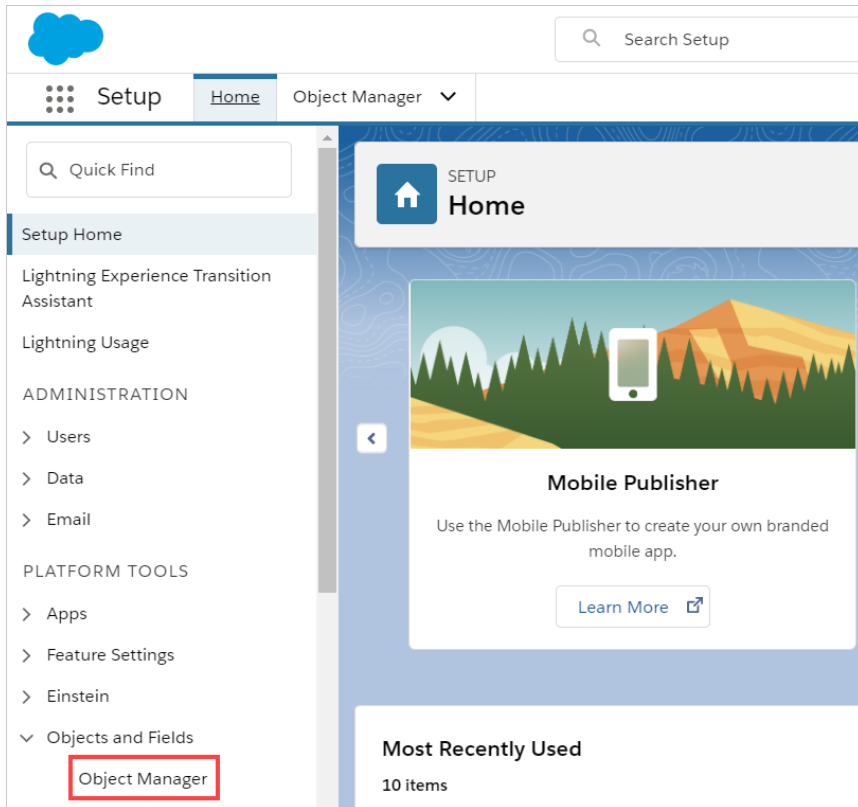 Search Setup
Setup
Home
Object Manager
Quick Find
Setup Home
Lightning Experience Transition
Assistant
Lightning Usage
ADMINISTRATION
Users
Data
Email
PLATFORM TOOLS
Apps
Feature Settings
Einstein
Objects and Fields
Object Manager
SETUP
Home
Mobile Publisher
Use the Mobile Publisher to create your own branded
mobile app.
Learn More
Most Recently Used
10 items